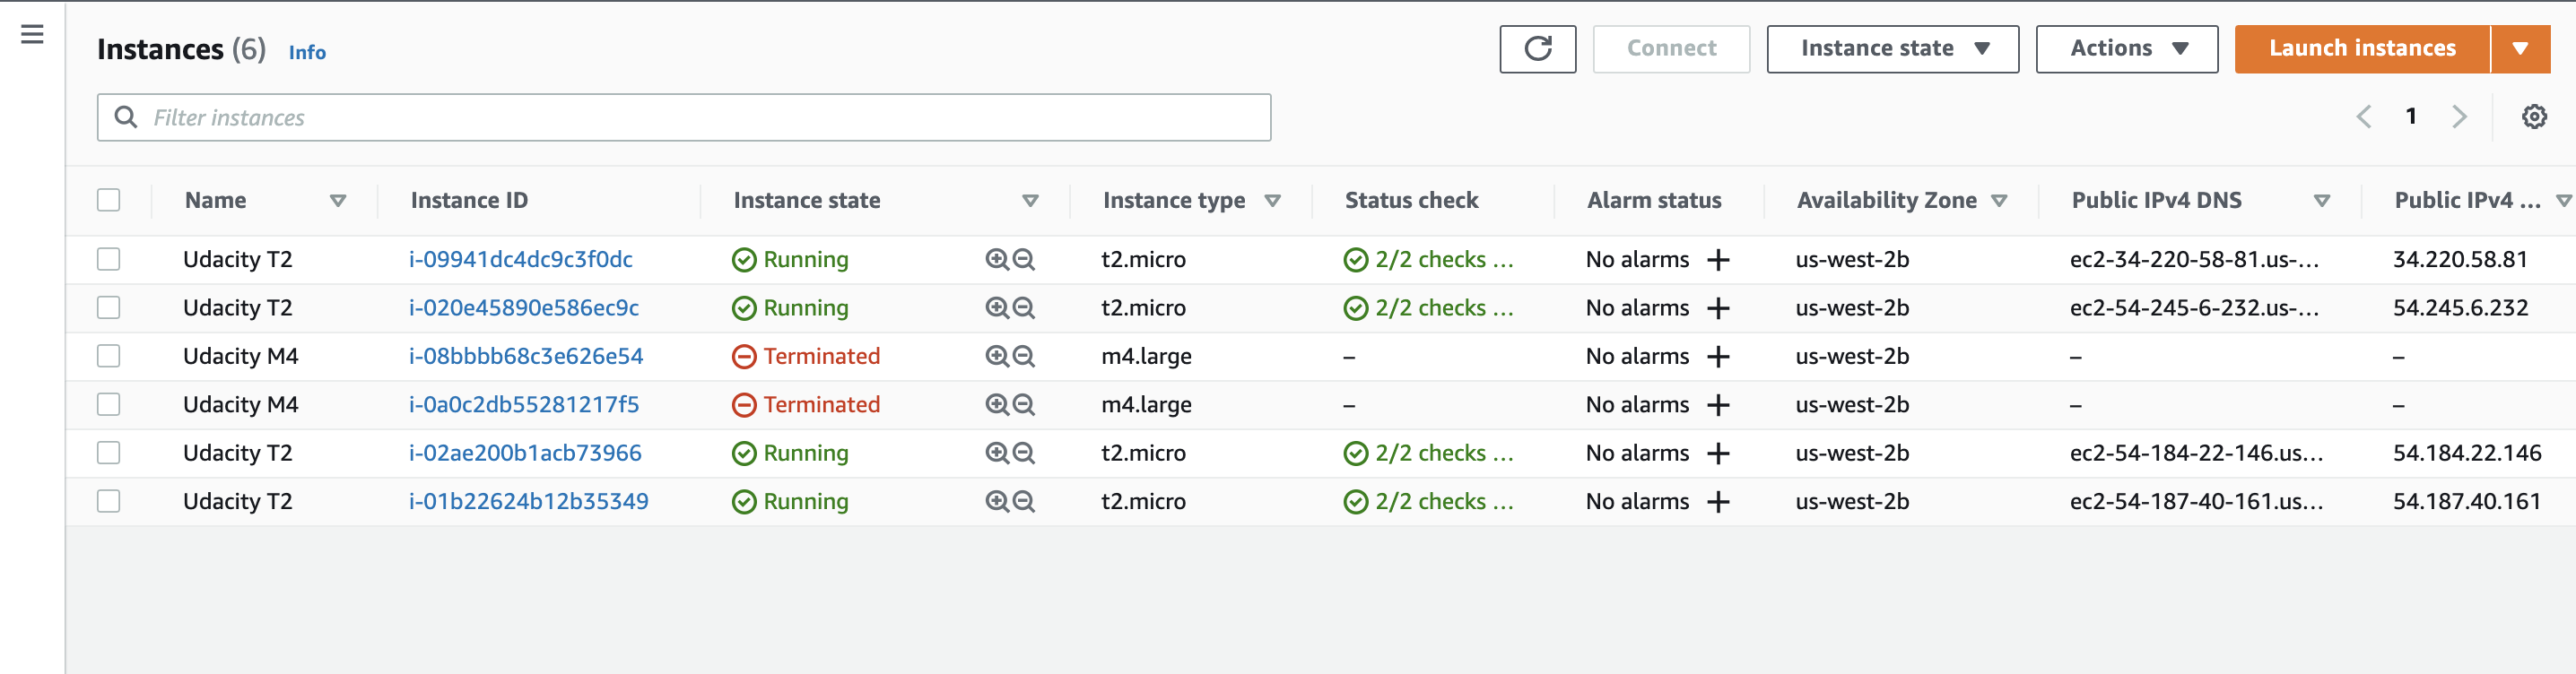 Instances (6) Info Connect Instance state Actions Launch instances
Filter instances 1
Name Instance ID Instance state Instance type Status check Alarm status Availability Zone Public IPv4 DNS Public IPv4 ...
Udacity T2 i-09941dc4dc9c3f0dc Running t2.micro 2/2 checks ... No alarms + us-west-2b ec2-34-220-58-81.us-... 34.220.58.81
Udacity T2 i-020e45890e586ec9c Running t2.micro 2/2 checks ... No alarms + us-west-2b ec2-54-245-6-232.us-... 54.245.6.232
Udacity M4 i-08bbbb68c3e626e54 Terminated m4.large – No alarms + us-west-2b – –
Udacity M4 i-0a0c2db55281217f5 Terminated m4.large – No alarms + us-west-2b – –
Udacity T2 i-02ae200b1acb73966 Running t2.micro 2/2 checks ... No alarms + us-west-2b ec2-54-184-22-146.us... 54.184.22.146
Udacity T2 i-01b22624b12b35349 Running t2.micro 2/2 checks ... No alarms + us-west-2b ec2-54-187-40-161.us... 54.187.40.161